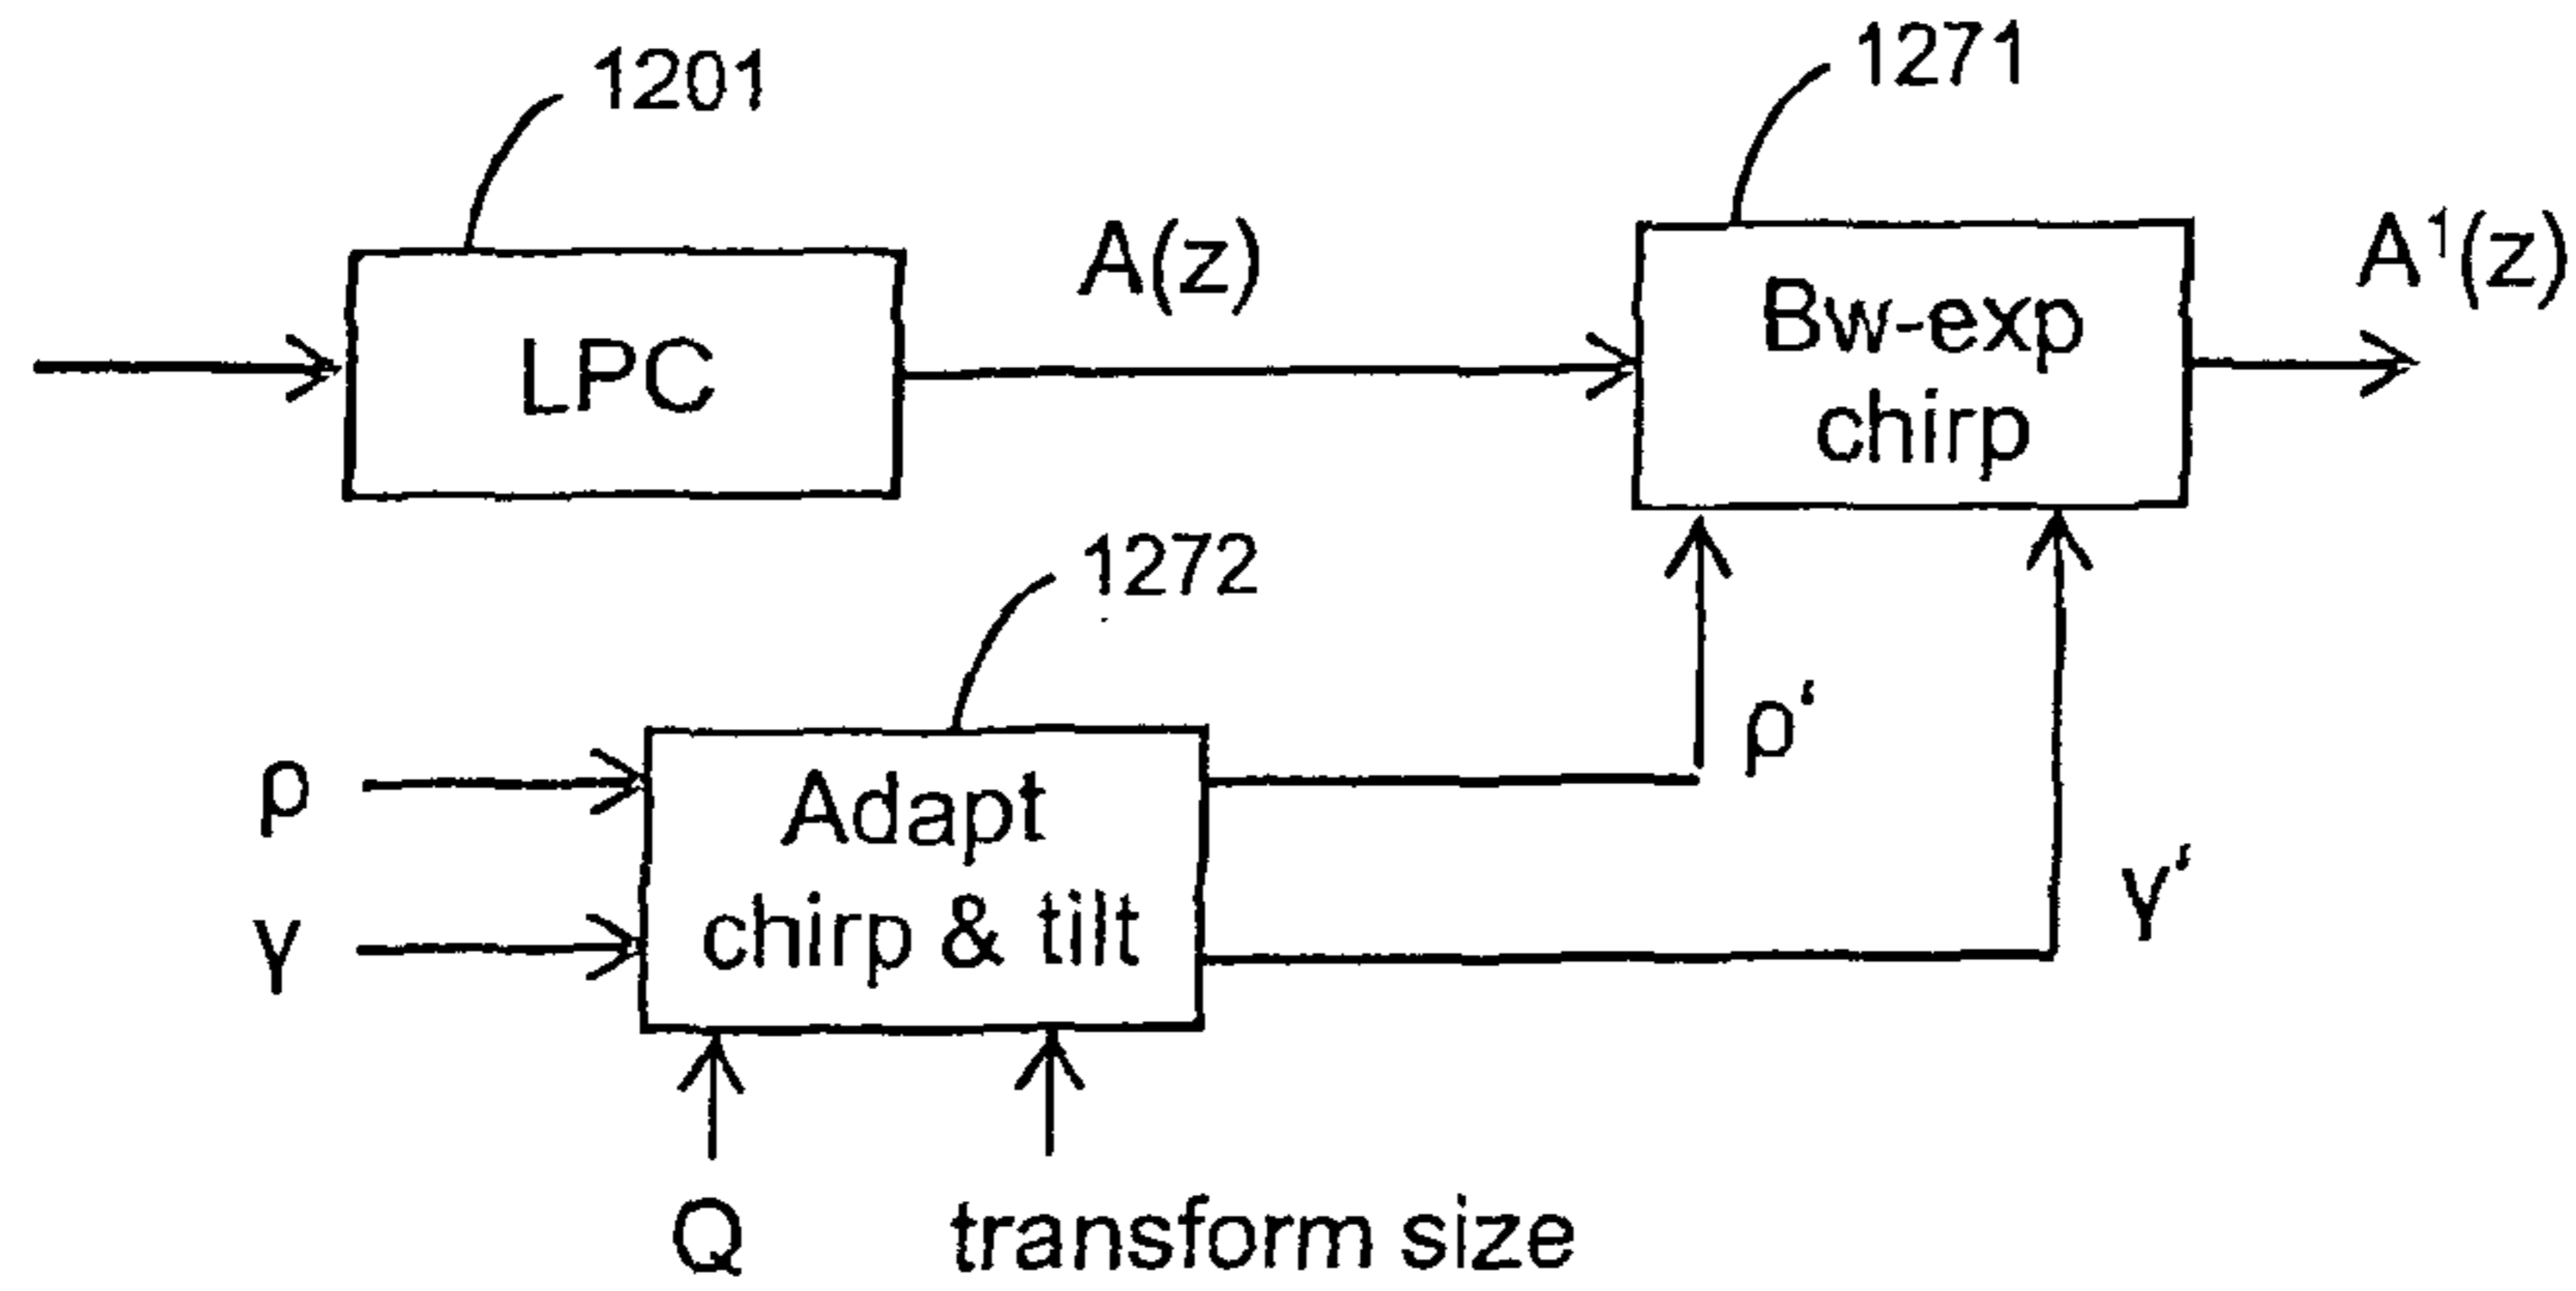 1201
1271
A(z)
A¹(z)
LPC
Bw-exp
chirp
1272
ρ
γ
Adapt
chirp & tilt
ρ‘
γ‘
Q
transform size